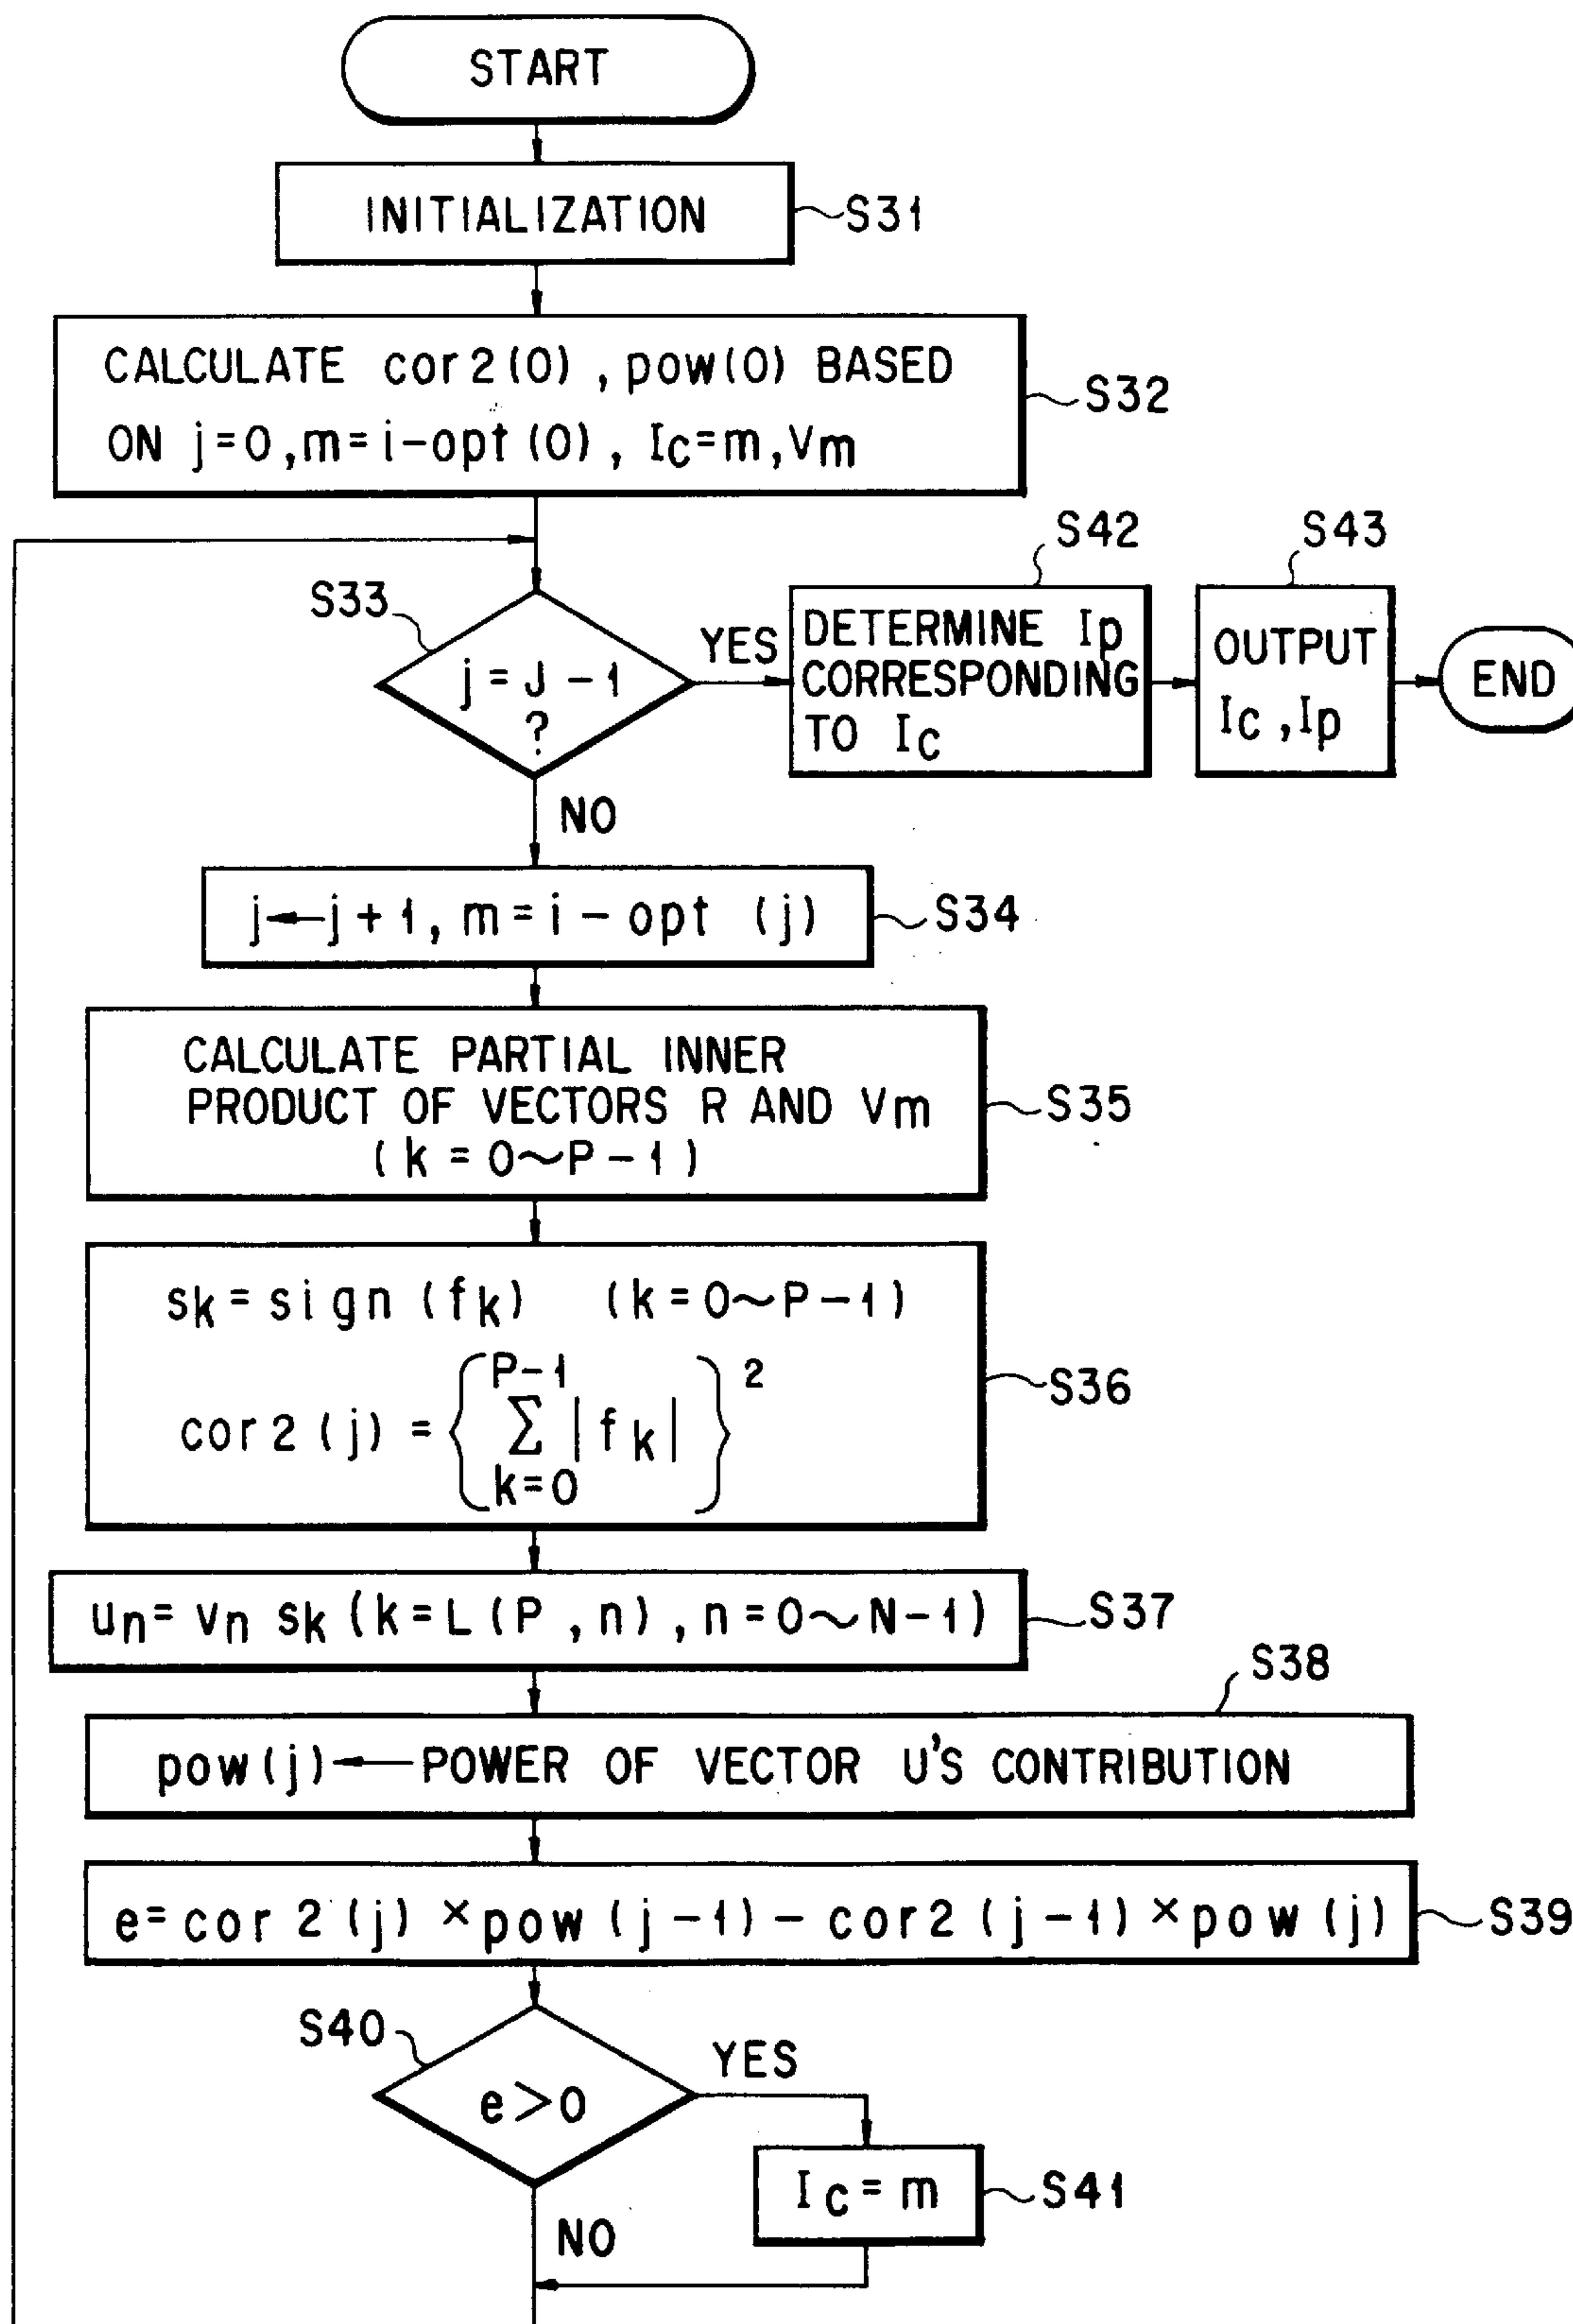 START
INITIALIZATION
S31
CALCULATE cor2(0), pow(0) BASED
ON j=0, m=i-opt(0), Ic=m, Vm
S32
S42
S43
S33
j = J - 1
?
YES
DETERMINE Ip
CORRESPONDING
TO Ic
OUTPUT
Ic, Ip
END
NO
j←j+1, m=i-opt (j)
S34
CALCULATE PARTIAL INNER
PRODUCT OF VECTORS R AND Vm
(k=0~P-1)
S35
sk = sign (fk) (k=0~P-1)
cor2 (j) = { P-1 Σ k=0 |fk| } 2
S36
un = vn sk (k=L(P,n), n=0~N-1)
S37
S38
pow(j)←POWER OF VECTOR U'S CONTRIBUTION
e=cor2(j) ×pow (j-1) - cor2 (j-1) ×pow (j)
S39
S40
e>0
YES
Ic=m
S41
NO